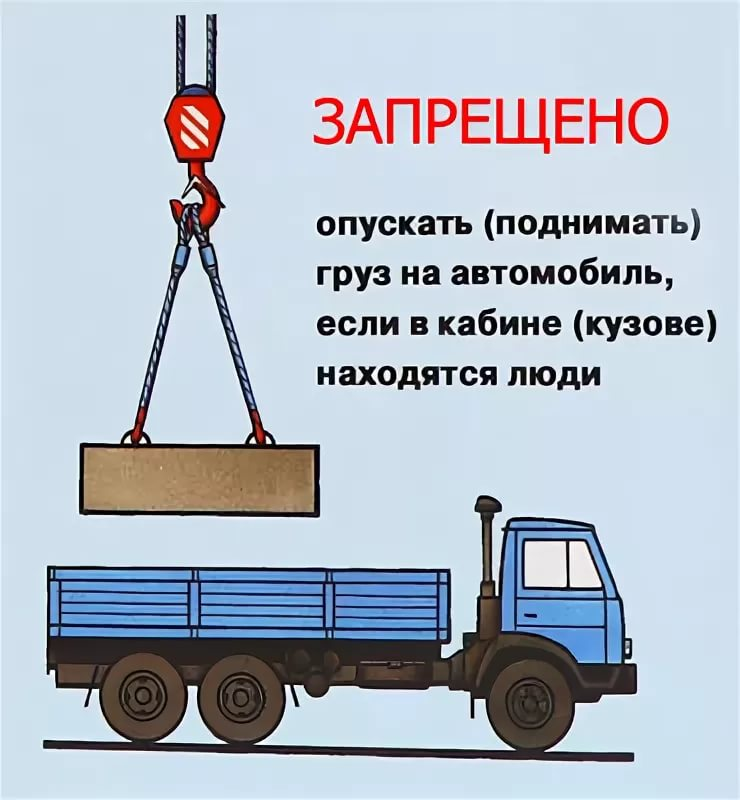 ЗАПРЕЩЕНО
опускать (поднимать)
груз на автомобиль,
если в кабине (кузове)
находятся люди